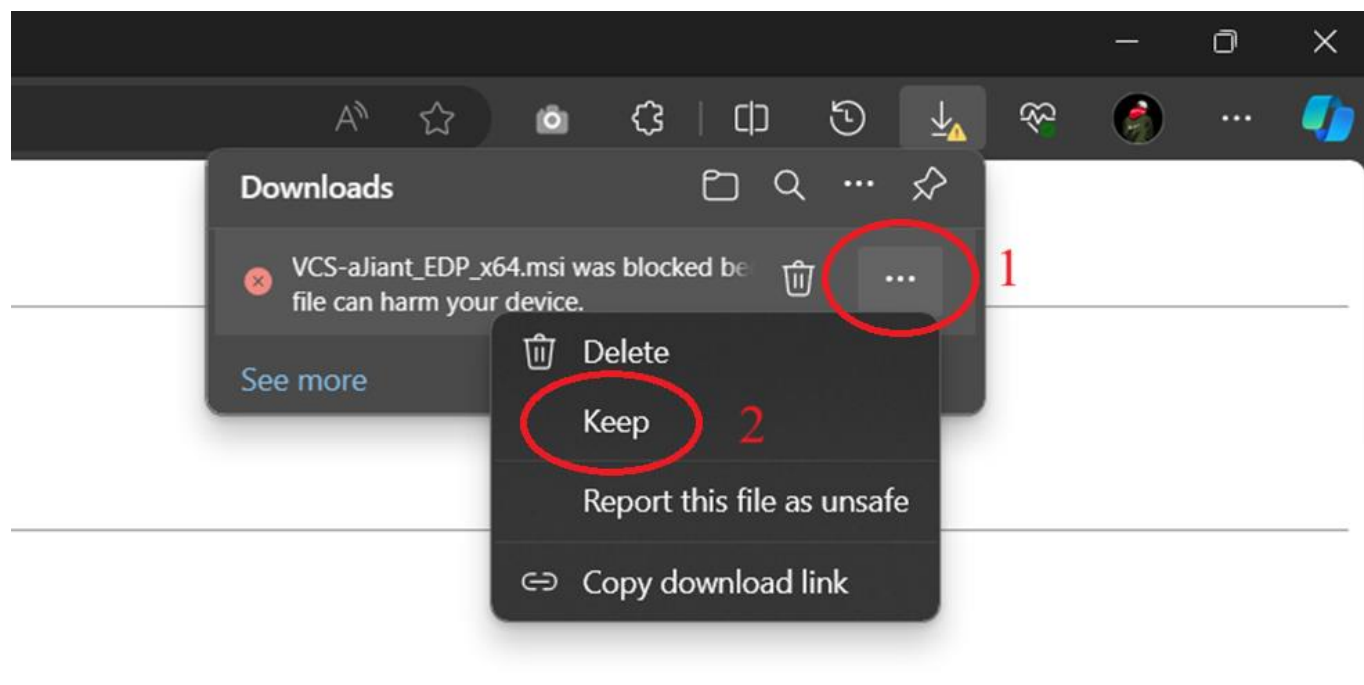 Downloads
VCS-aJiant_EDP_x64.msi was blocked be
file can harm your device.
1
Delete
See more
Keep
2
Report this file as unsafe
Copy download link